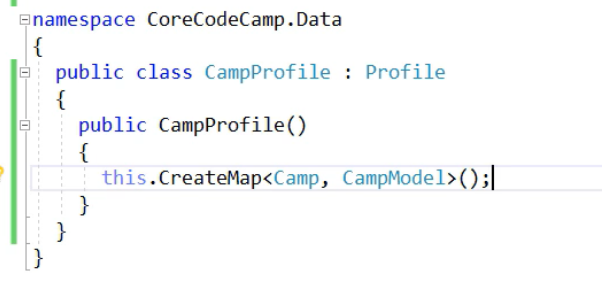 namespace CoreCodeCamp.Data
{
public class CampProfile : Profile
{
public CampProfile()
{
this.CreateMap<Camp, CampModel>();
}
}
}